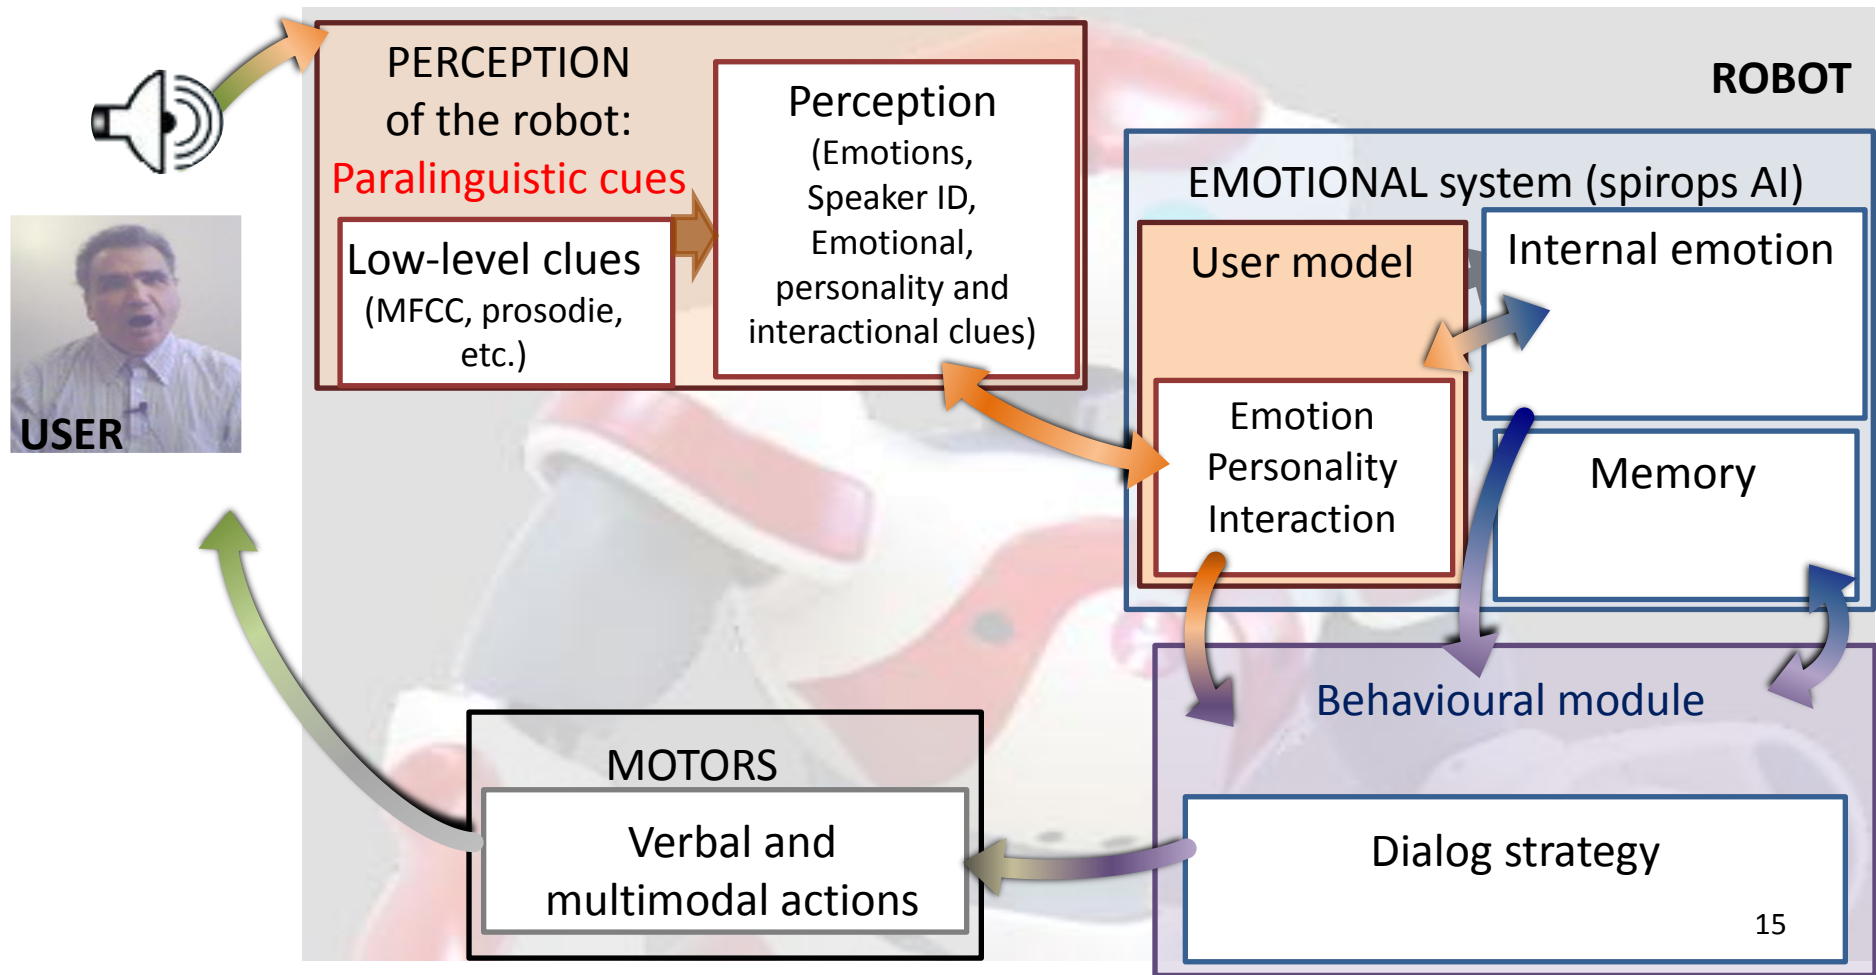 PERCEPTION
of the robot:
Paralinguistic cues
Low-level clues
(MFCC, prosodie,
etc.)
Perception
(Emotions,
Speaker ID,
Emotional,
personality and
interactional clues)
ROBOT
EMOTIONAL system (spirops AI)
User model
Emotion
Personality
Interaction
Internal emotion
Memory
USER
Behavioural module
Dialog strategy
MOTORS
Verbal and
multimodal actions
15